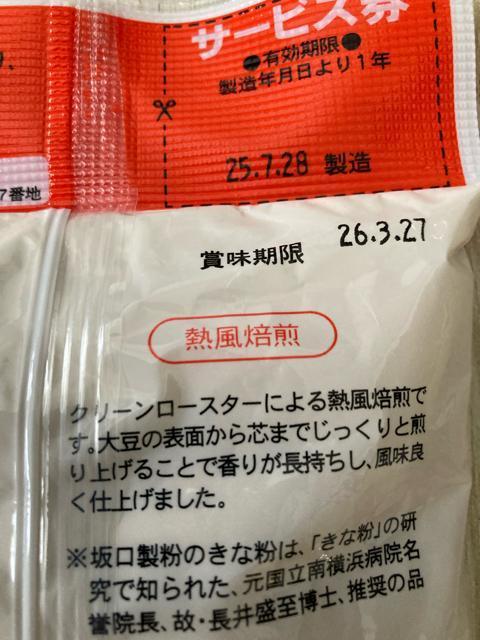 サービス券
●有効期限●
製造年月日より1年
25.7.28 製造
7番地
賞味期限 26.3.27
熱風焙煎
クリーンロースターによる熱風焙煎で
す。大豆の表面から芯までじっくりと煎
り上げることで香りが長持ちし、風味良
く仕上げました。
※坂口製粉のきな粉は、「きな粉」の研
究で知られた、元国立南横浜病院名
誉院長、故・長井盛至博士、推奨の品